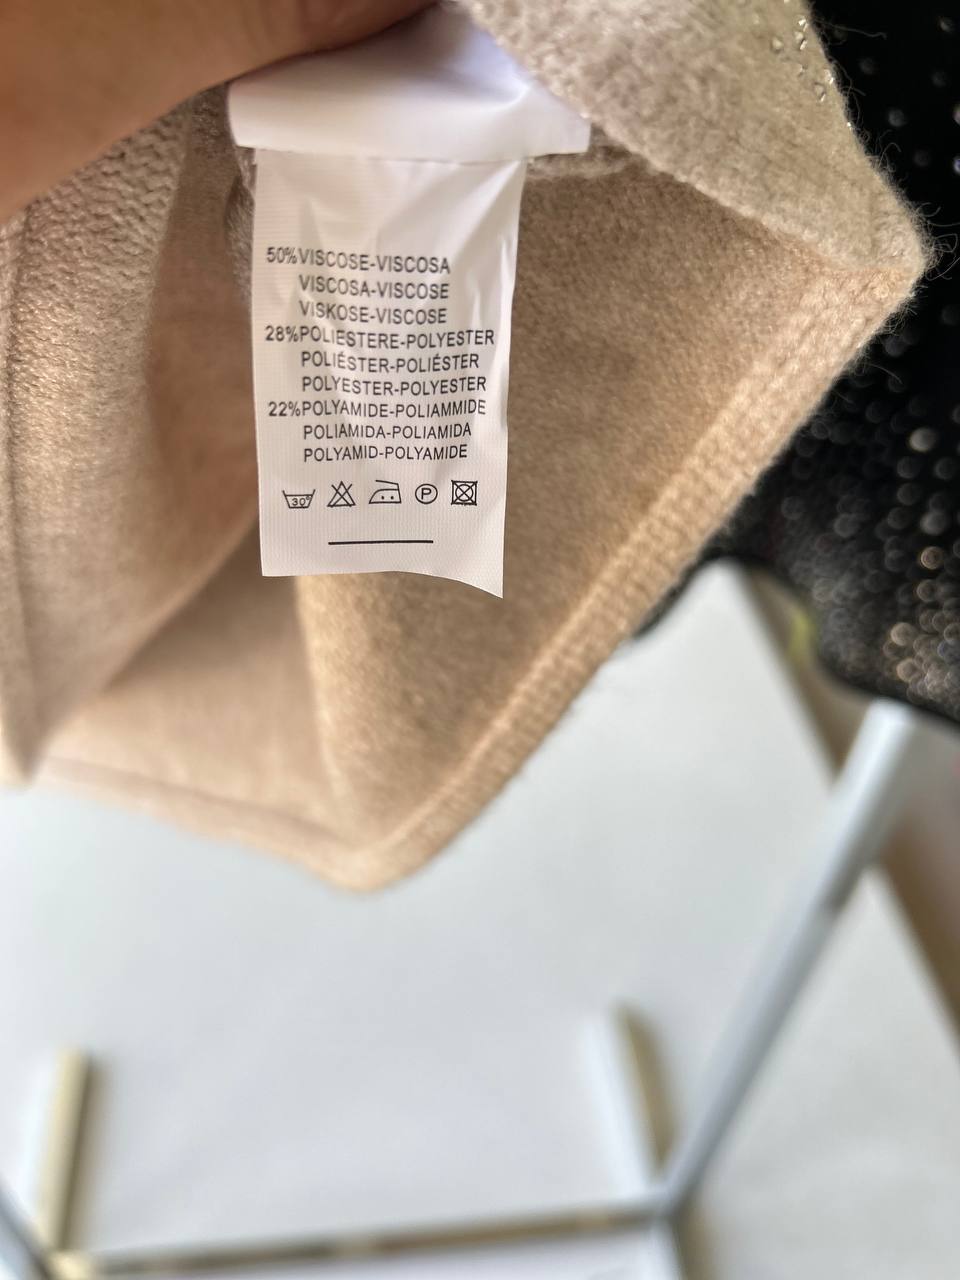 50%VISCOSE-VISCOSA
VISCOSA-VISCOSE
VISKOSE-VISCOSE
28%POLIESTERE-POLYESTER
POLIÉSTER-POLIÉSTER
POLYESTER-POLYESTER
22%POLYAMIDE-POLIAMMIDE
POLIAMIDA-POLIAMIDA
POLYAMID-POLYAMIDE
30° P